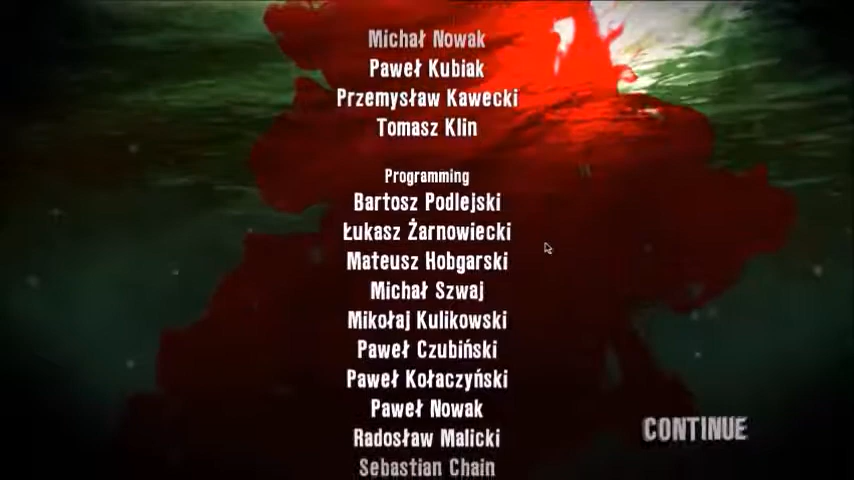 Michał Nowak
Paweł Kubiak
Przemysław Kawecki
Tomasz Klin
Programming
Bartosz Podlejski
Łukasz Żarnowiecki
Mateusz Hobgarski
Michał Szwaj
Mikołaj Kulikowski
Paweł Czubiński
Paweł Kołaczyński
Paweł Nowak
Radosław Malicki
CONTINUE
Sebastian Chain